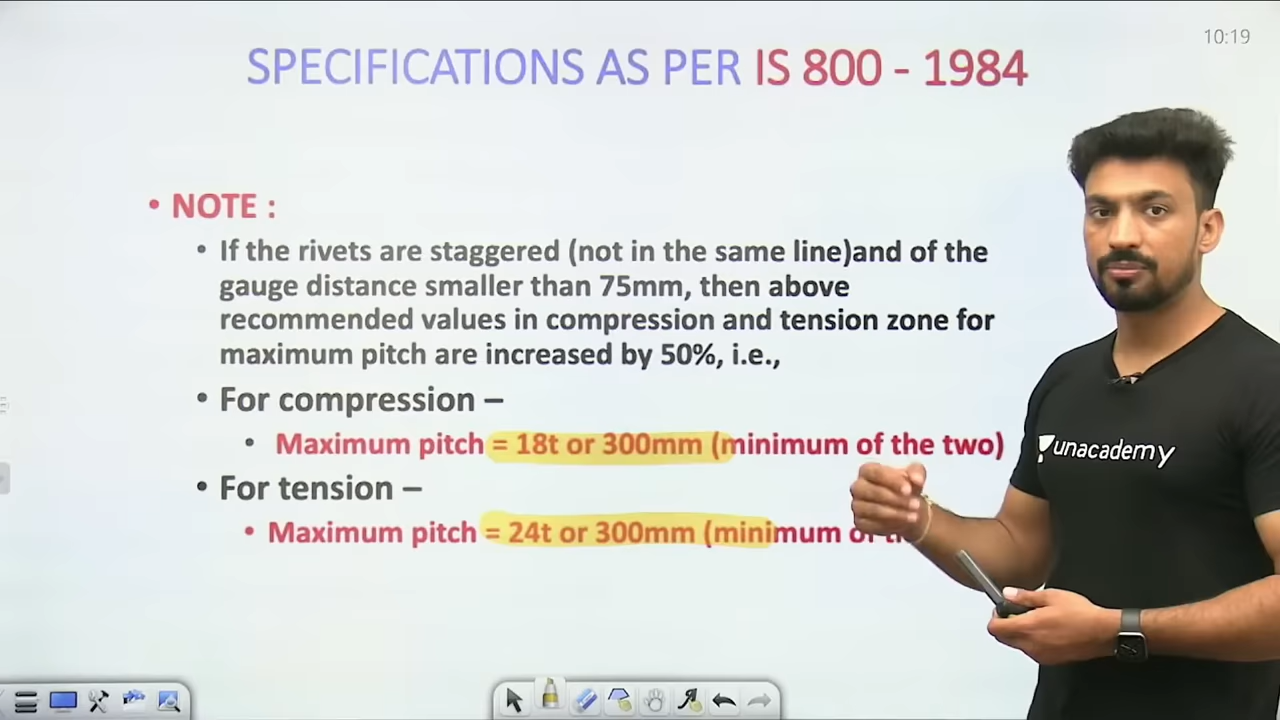 10:19
SPECIFICATIONS AS PER IS 800 - 1984
• NOTE :
• If the rivets are staggered (not in the same line)and of the
gauge distance smaller than 75mm, then above
recommended values in compression and tension zone for
maximum pitch are increased by 50%, i.e.,
• For compression –
• Maximum pitch = 18t or 300mm (minimum of the two)
• For tension –
• Maximum pitch = 24t or 300mm (minimum
unacademy